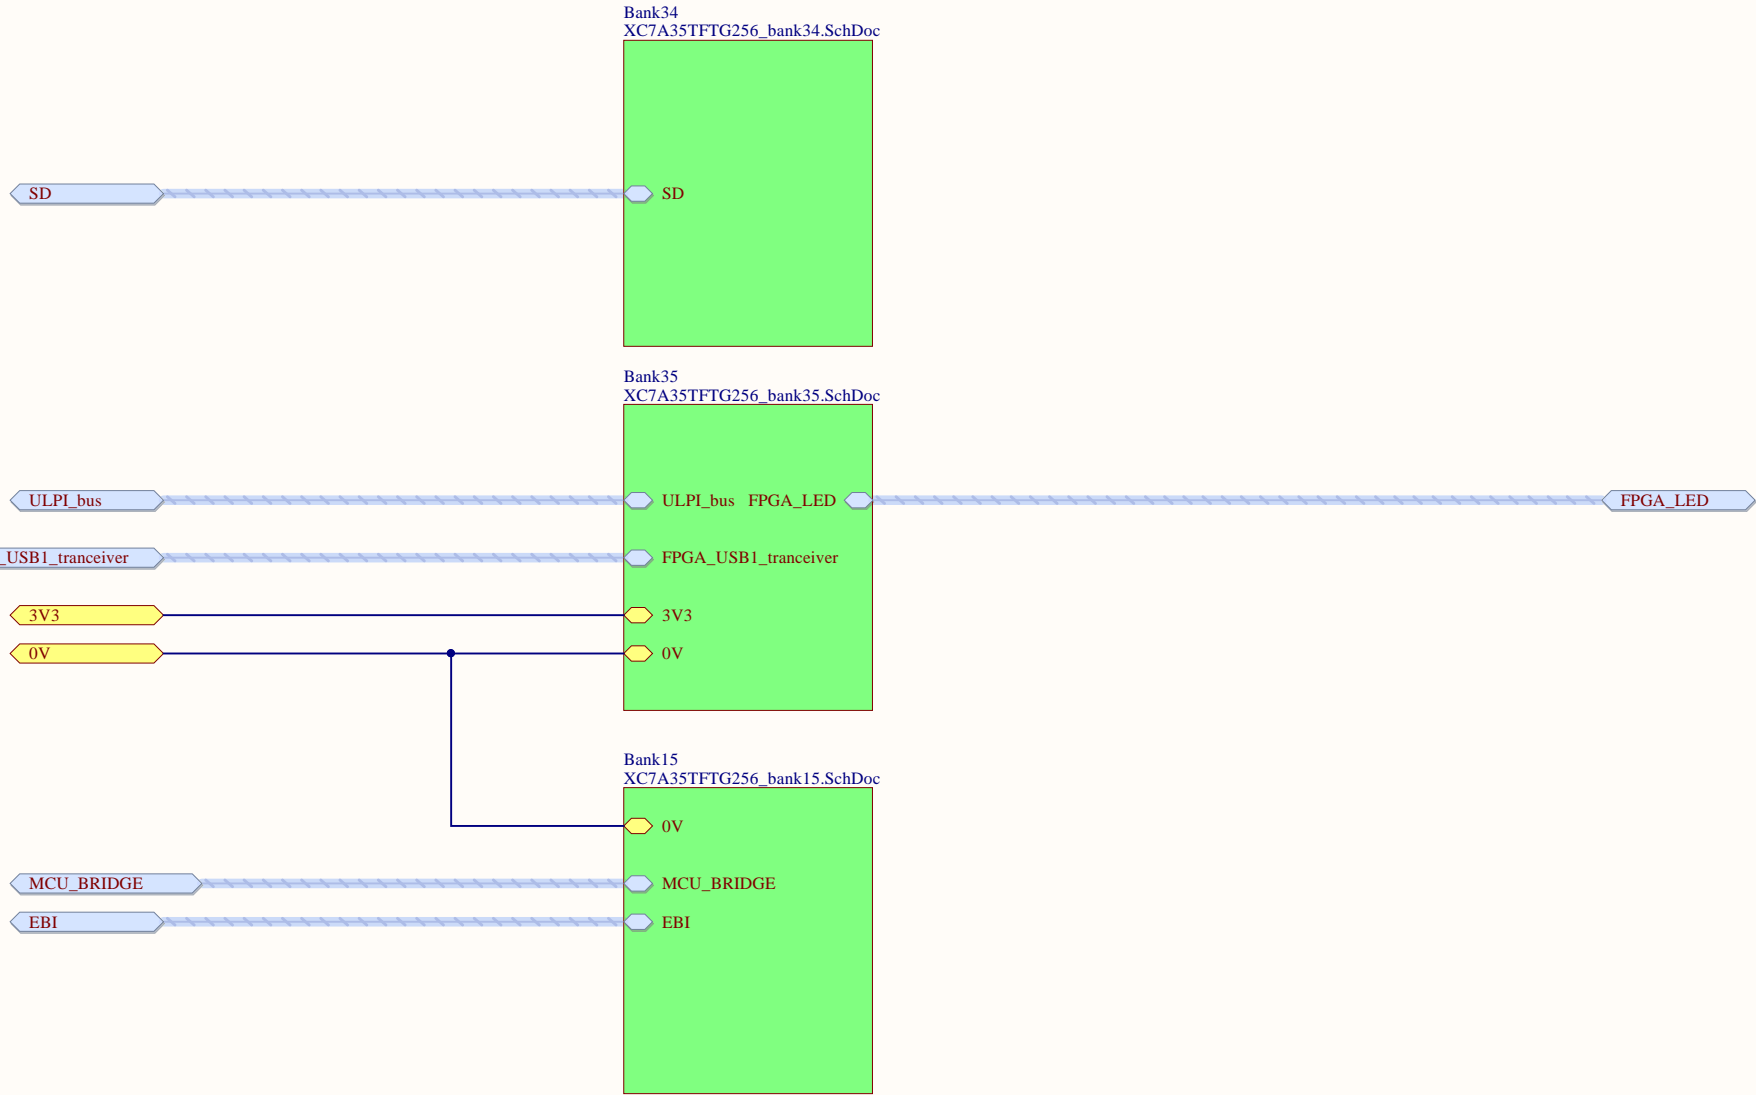 Bank34
XC7A35TFTG256_bank34.SchDoc
SD SD
Bank35
XC7A35TFTG256_bank35.SchDoc
ULPI_bus ULPI_bus FPGA_LED FPGA_LED
_USB1_tranceiver FPGA_USB1_tranceiver
3V3 3V3
0V 0V
Bank15
XC7A35TFTG256_bank15.SchDoc
0V
MCU_BRIDGE MCU_BRIDGE
EBI EBI